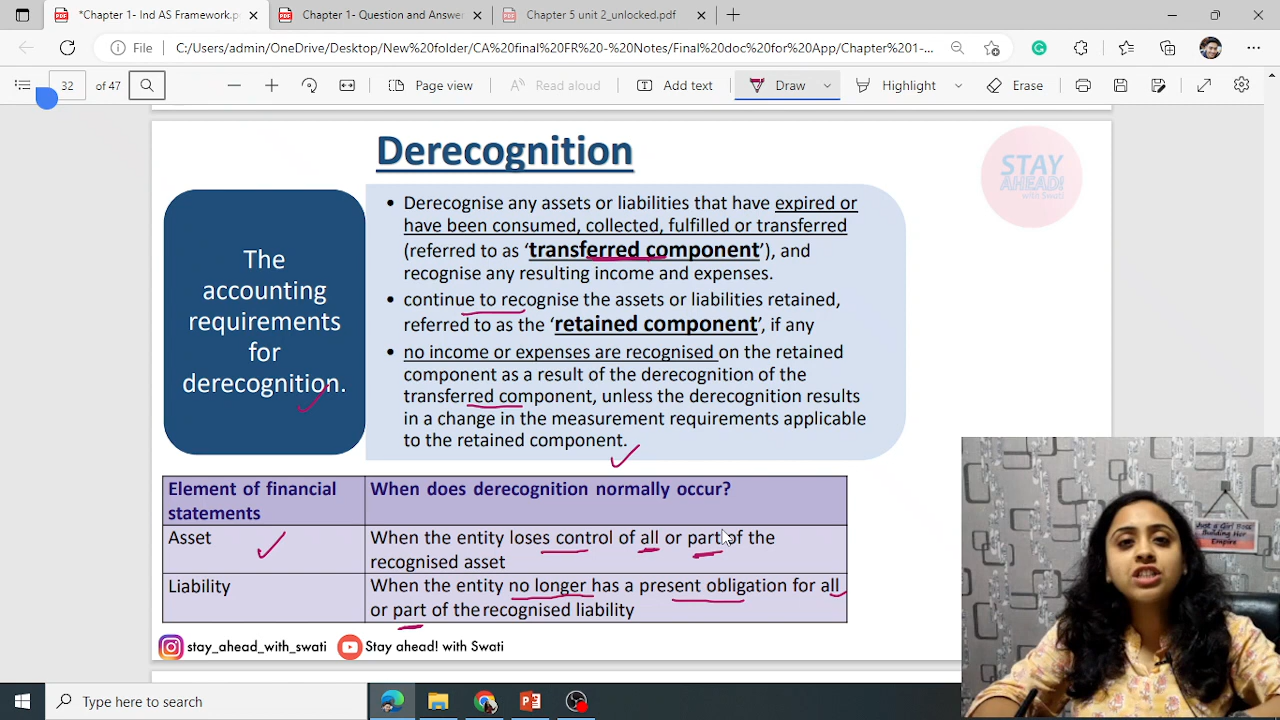 *Chapter 1- Ind AS Framework.p
Chapter 1 - Question and Answer
Chapter 5 unit 2_unlocked.pdf
File
C:/Users/admin/OneDrive/Desktop/New%20folder/CA%20Final%20FR%20-%20Notes/Final%20doc%20for%20App/Chapter%201-...
32 of 47
Page view
Read aloud
Add text
Draw
Highlight
Erase
Derecognition
STAY
AHEAD!
with Swati
The
accounting
requirements
for
derecognition.
• Derecognise any assets or liabilities that have expired or
have been consumed, collected, fulfilled or transferred
(referred to as ‘transferred component’), and
recognise any resulting income and expenses.
• continue to recognise the assets or liabilities retained,
referred to as the ‘retained component’, if any
• no income or expenses are recognised on the retained
component as a result of the derecognition of the
transferred component, unless the derecognition results
in a change in the measurement requirements applicable
to the retained component.
Element of financial
statements
When does derecognition normally occur?
Asset
When the entity loses control of all or part of the
recognised asset
Liability
When the entity no longer has a present obligation for all
or part of the recognised liability
stay_ahead_with_swati
Stay ahead! with Swati
Just a Girl Boss
Building Her
Empire
Type here to search